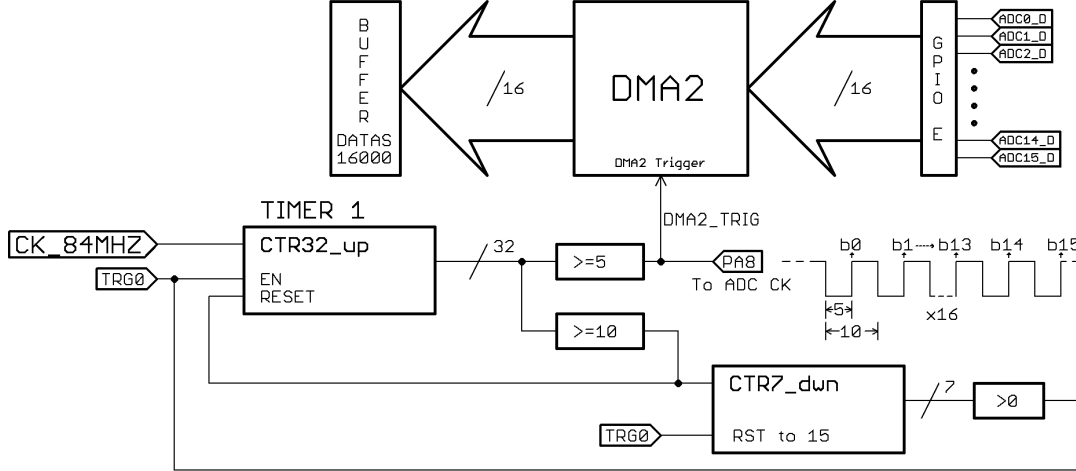 BUFFER
DATAS
16000
16
DMA2
DMA2 Trigger
16
GPIO E
ADC0_D
ADC1_D
ADC2_D
ADC14_D
ADC15_D
DMA2_TRIG
TIMER 1
CK_84MHZ
CTR32_up
TRG0
EN
RESET
32
>=5
PA8
To ADC CK
b0 b1 b13 b14 b15
5
10
x16
>=10
CTR7_dwn
TRG0
RST to 15
7
>0